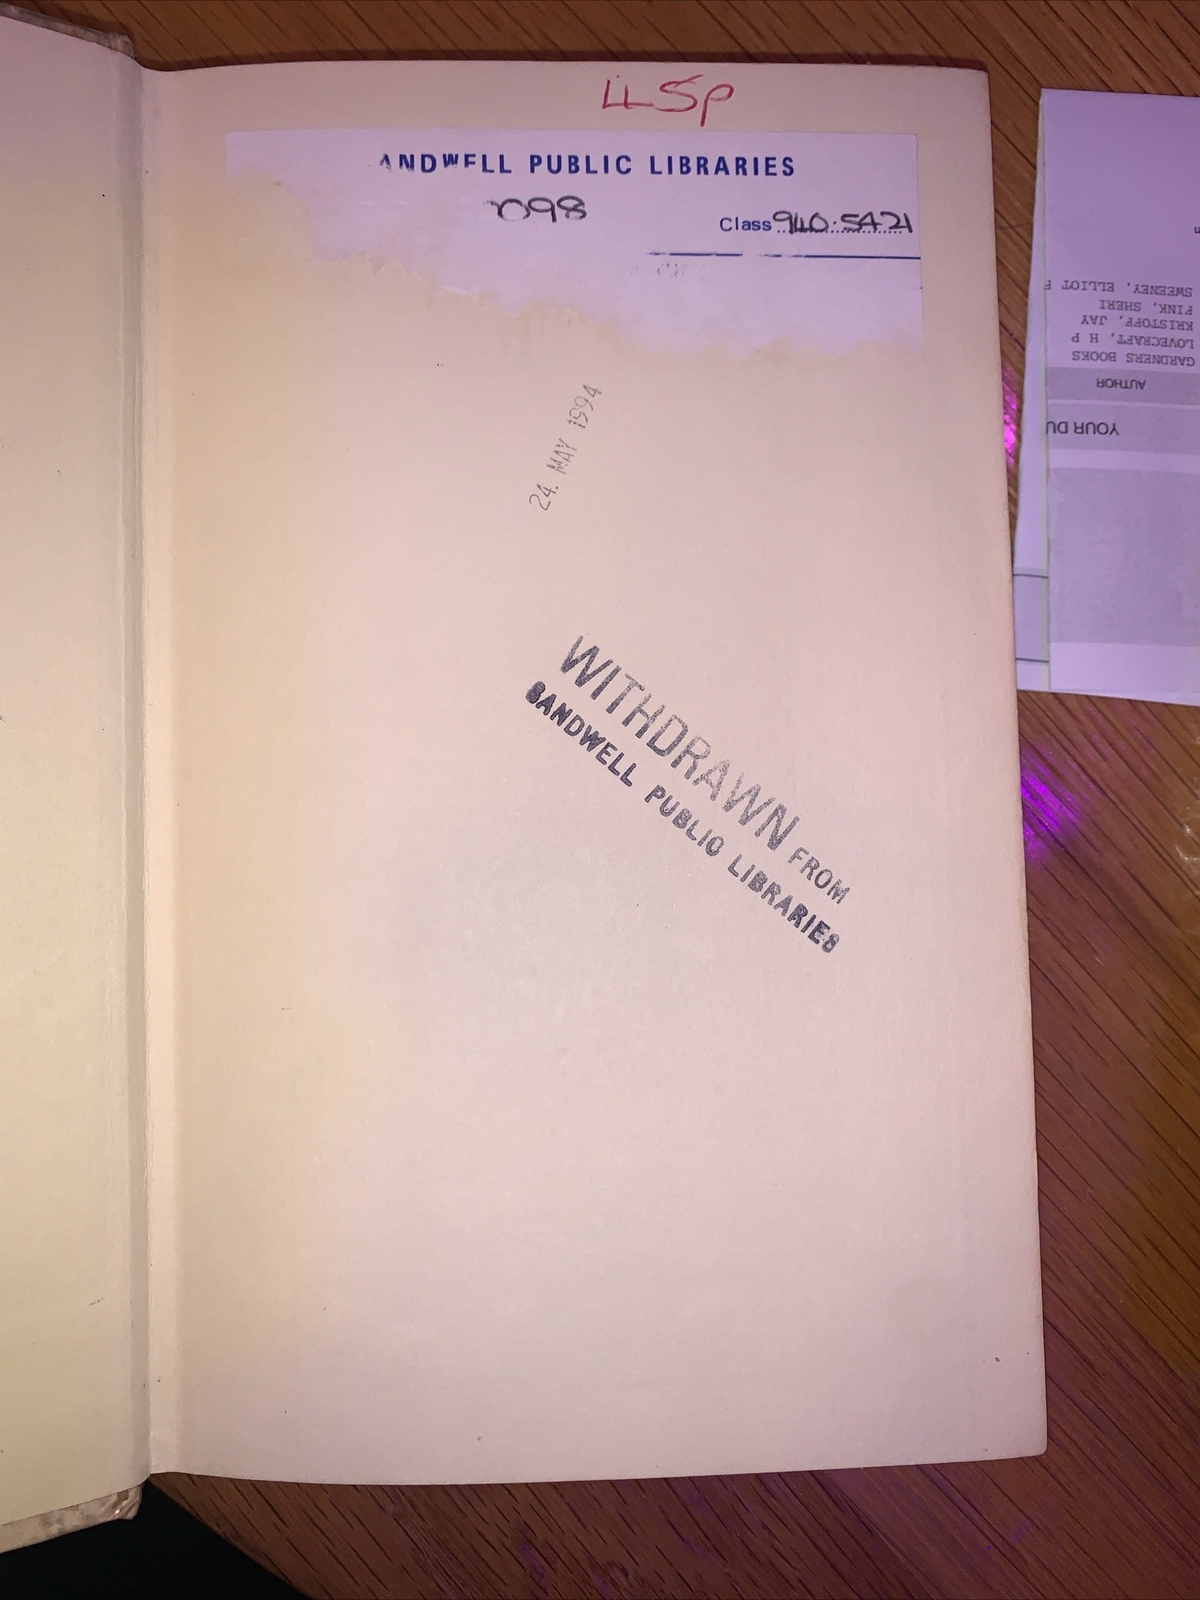 45p
ANDWELL PUBLIC LIBRARIES
098
Class 940.5421
24. MAY 1994
WITHDRAWN FROM
SANDWELL PUBLIC LIBRARIES
YOUR DU
AUTHOR
GARDNERS BOOKS
LOVECRAFT, H P
KRISTOFF, JAY
FINK, SHERI
SWEENEY, ELLIOT F